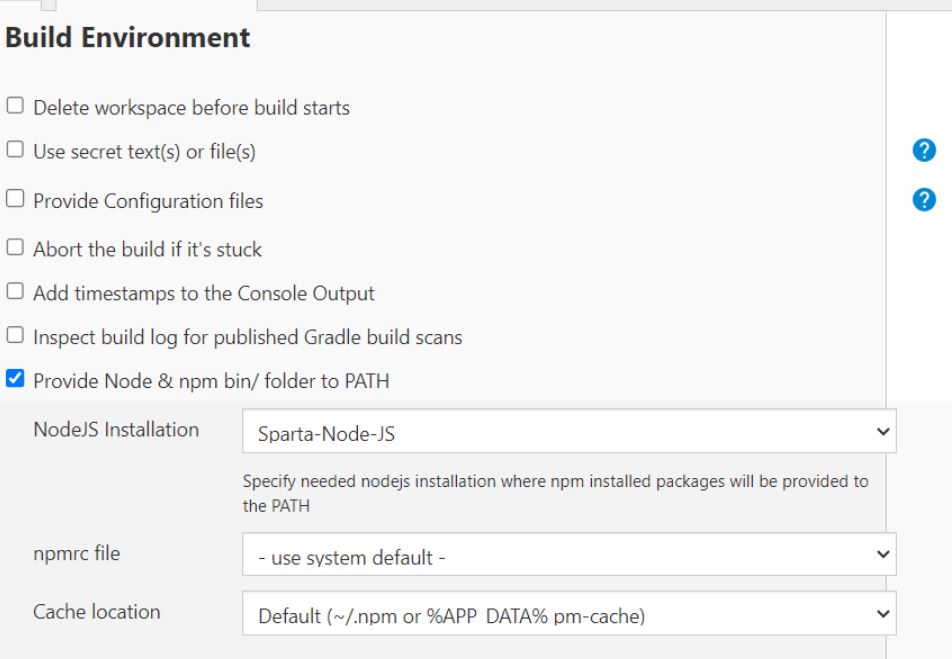 Build Environment
Delete workspace before build starts
Use secret text(s) or file(s)
?
Provide Configuration files
?
Abort the build if it's stuck
Add timestamps to the Console Output
Inspect build log for published Gradle build scans
Provide Node & npm bin/ folder to PATH
NodeJS Installation
Sparta-Node-JS
Specify needed nodejs installation where npm installed packages will be provided to
the PATH
npmrc file
- use system default -
Cache location
Default (~/.npm or %APP_DATA% pm-cache)